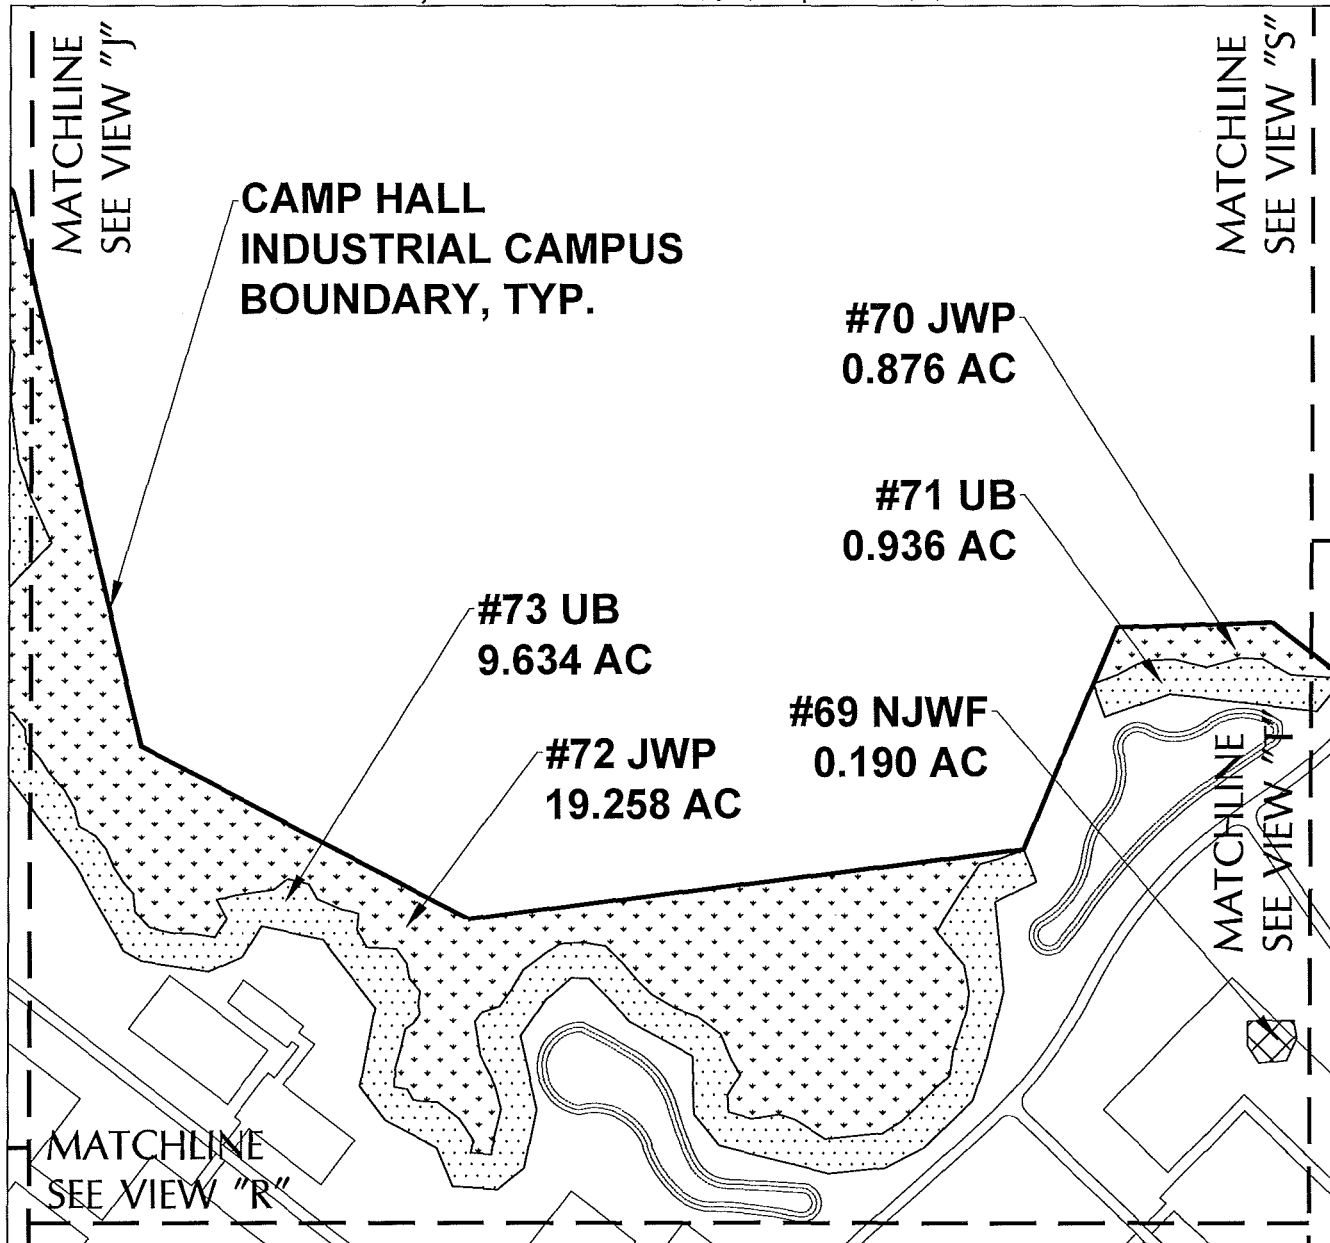 MATCHLINE
SEE VIEW "J"
MATCHLINE
SEE VIEW "S"
CAMP HALL
INDUSTRIAL CAMPUS
BOUNDARY, TYP.
#70 JWP
0.876 AC
#71 UB
0.936 AC
#73 UB
9.634 AC
#69 NJWF
0.190 AC
#72 JWP
19.258 AC
MATCHLINE
SEE VIEW "T"
MATCHLINE
SEE VIEW "R"